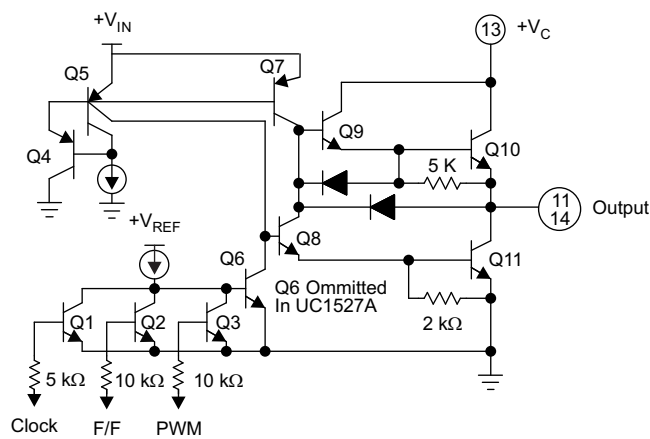 +V_IN
13
+V_C
Q5
Q7
Q9
Q10
Q4
5 K
11
14
Output
+V_REF
Q8
Q6
Q11
Q6 Ommitted
In UC1527A
Q1
Q2
Q3
2 kΩ
5 kΩ
10 kΩ
10 kΩ
Clock
F/F
PWM